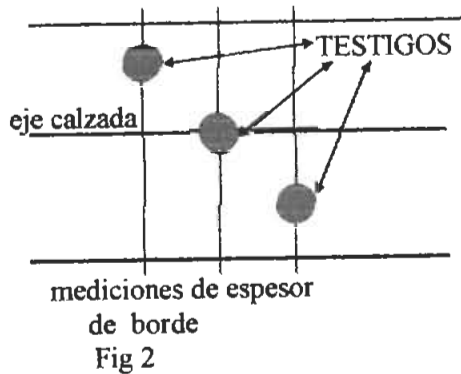 TESTIGOS
eje calzada
mediciones de espesor
de borde
Fig 2